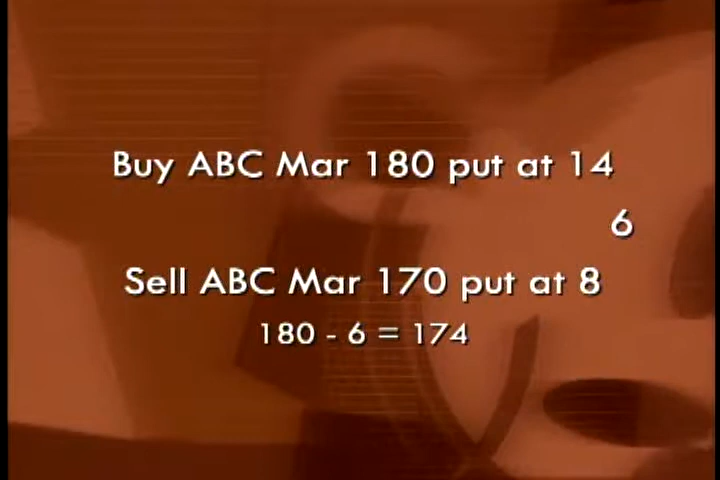 Buy ABC Mar 180 put at 14
6
Sell ABC Mar 170 put at 8
180 - 6 = 174